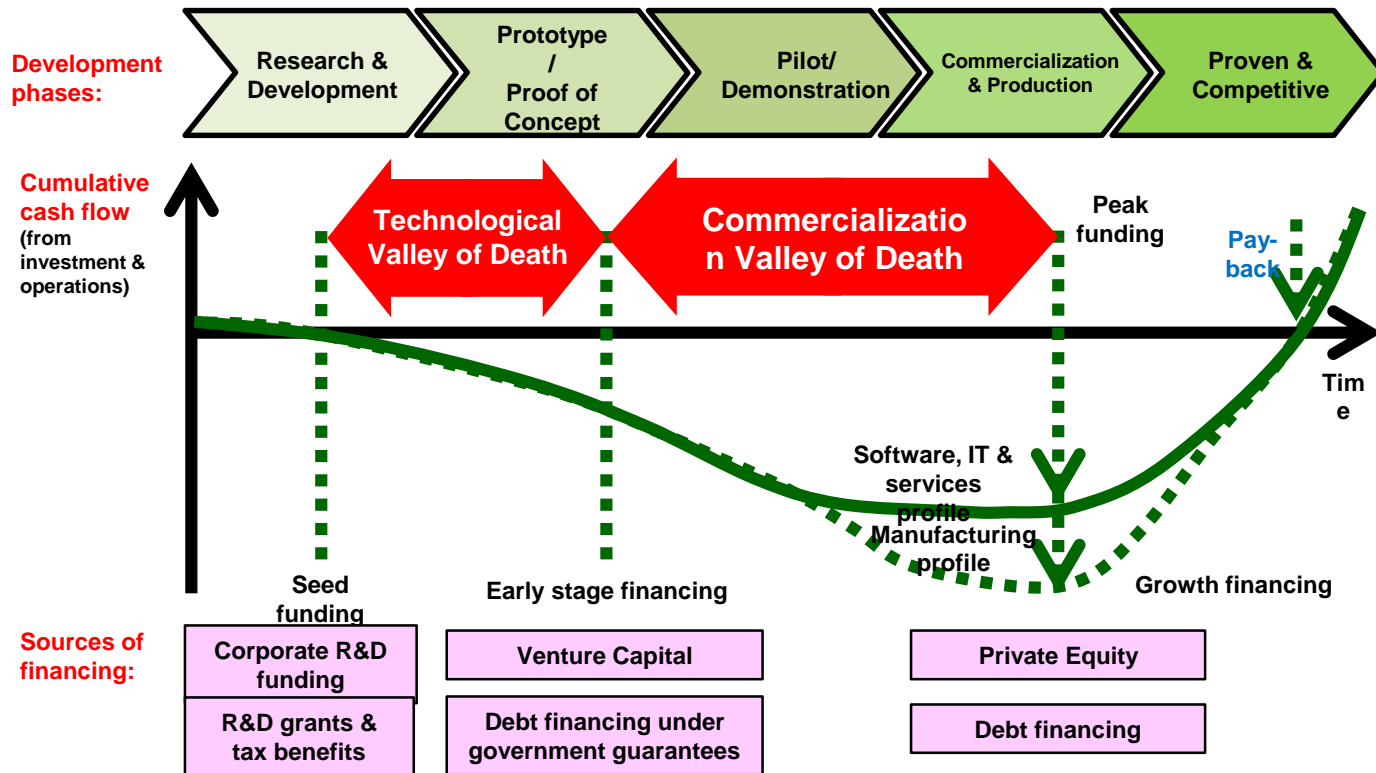 Development
phases:
Research &
Development
Prototype
/
Proof of
Concept
Pilot/
Demonstration
Commercialization
& Production
Proven &
Competitive
Cumulative
cash flow
(from
investment &
operations)
Technological
Valley of Death
Commercializatio
n Valley of Death
Peak
funding
Pay-
back
Tim
e
Software, IT &
services
profile
Manufacturing
profile
Seed
funding
Early stage financing
Growth financing
Sources of
financing:
Corporate R&D
funding
Venture Capital
Private Equity
R&D grants &
tax benefits
Debt financing under
government guarantees
Debt financing